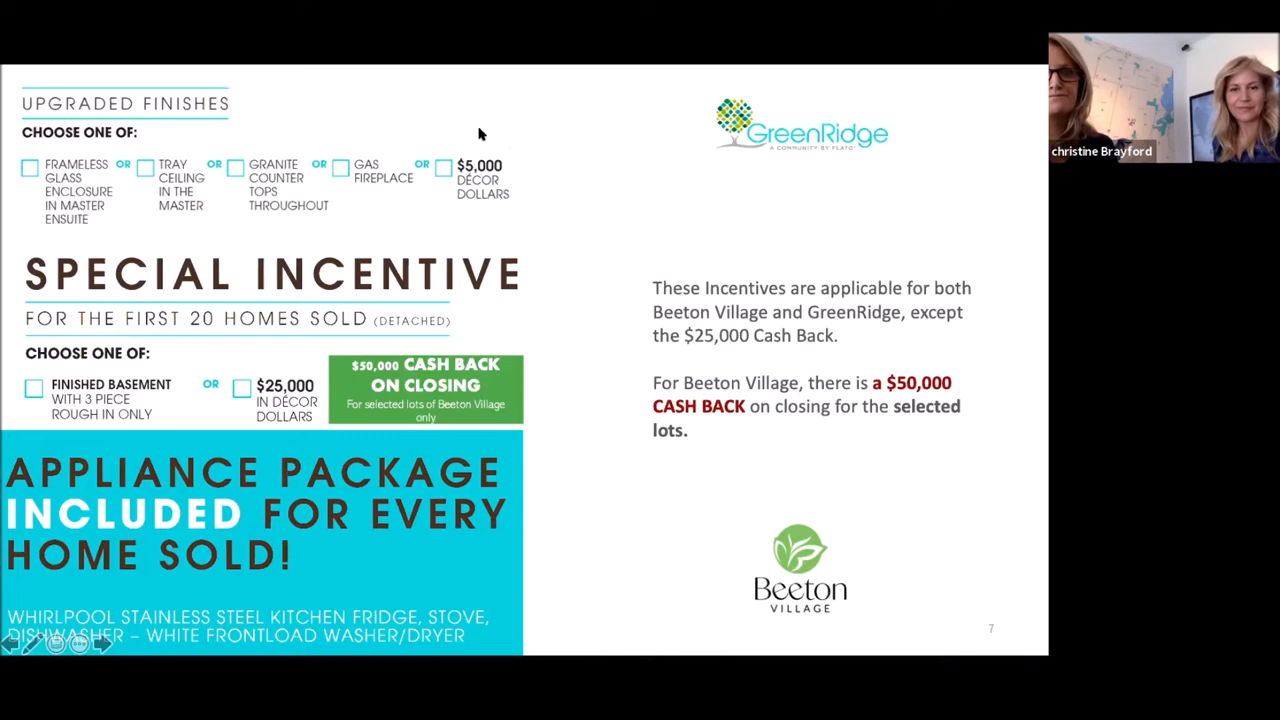 UPGRADED FINISHES
CHOOSE ONE OF:
FRAMELESS GLASS ENCLOSURE IN MASTER ENSUITE
OR
TRAY CEILING IN THE MASTER
OR
GRANITE COUNTER TOPS THROUGHOUT
OR
GAS FIREPLACE
OR
$5,000 DÉCOR DOLLARS
SPECIAL INCENTIVE
FOR THE FIRST 20 HOMES SOLD (DETACHED)
CHOOSE ONE OF:
FINISHED BASEMENT
WITH 3 PIECE
ROUGH IN ONLY
OR
$25,000
IN DÉCOR
DOLLARS
$50,000 CASH BACK
ON CLOSING
For selected lots of Beeton Village
only
APPLIANCE PACKAGE
INCLUDED FOR EVERY
HOME SOLD!
WHIRLPOOL STAINLESS STEEL KITCHEN FRIDGE, STOVE,
DISHWASHER – WHITE FRONTLOAD WASHER/DRYER
GreenRidge
A COMMUNITY BY FLATO
These Incentives are applicable for both
Beeton Village and GreenRidge, except
the $25,000 Cash Back.
For Beeton Village, there is a $50,000
CASH BACK on closing for the selected
lots.
Beeton
VILLAGE
7
christine Brayford